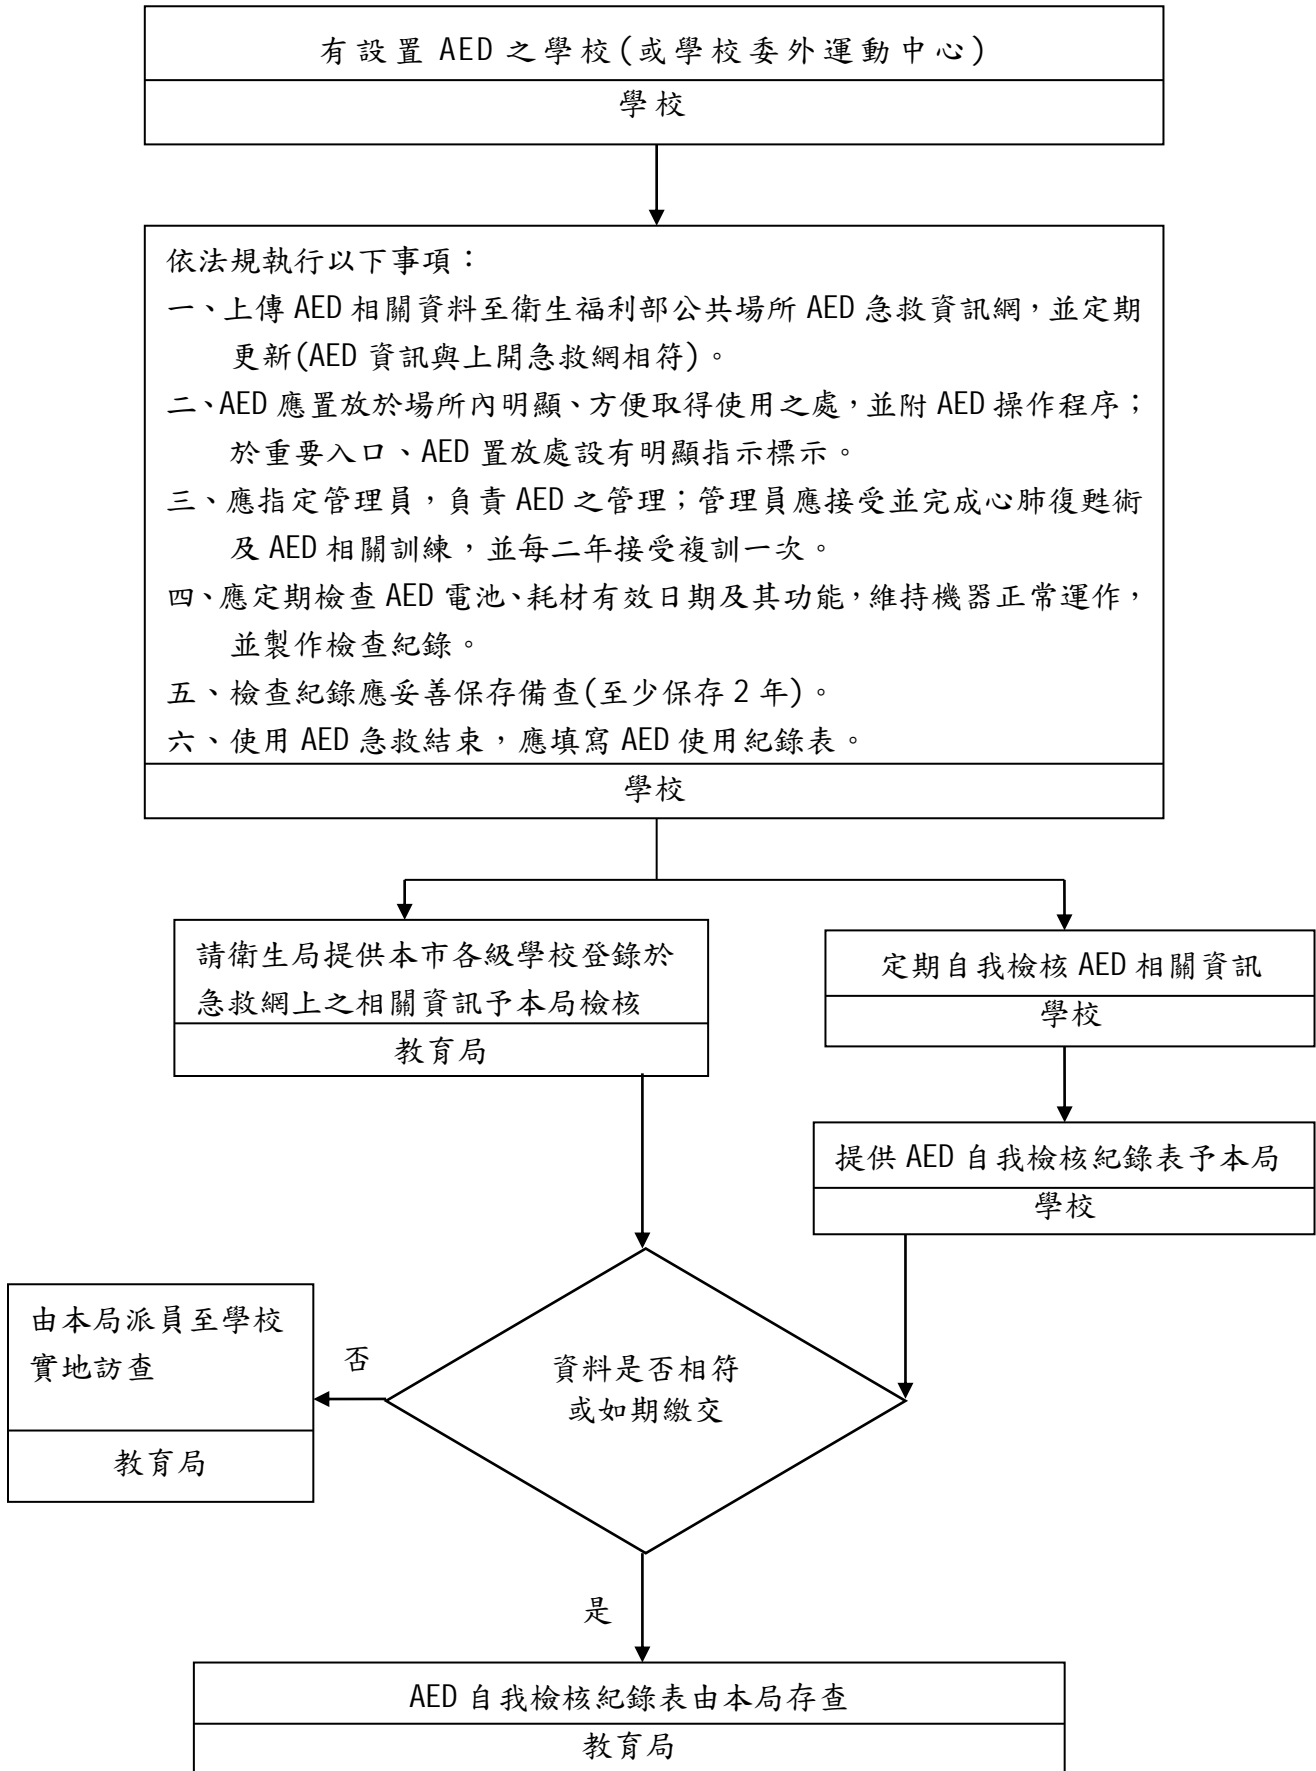 有設置 AED 之學校(或學校委外運動中心)
學校
依法規執行以下事項：
一、上傳 AED 相關資料至衛生福利部公共場所 AED 急救資訊網，並定期
更新(AED 資訊與上開急救網相符)。
二、AED 應置放於場所內明顯、方便取得使用之處，並附 AED 操作程序；
於重要入口、AED 置放處設有明顯指示標示。
三、應指定管理員，負責 AED 之管理；管理員應接受並完成心肺復甦術
及 AED 相關訓練，並每二年接受複訓一次。
四、應定期檢查 AED 電池、耗材有效日期及其功能，維持機器正常運作，
並製作檢查紀錄。
五、檢查紀錄應妥善保存備查(至少保存 2 年)。
六、使用 AED 急救結束，應填寫 AED 使用紀錄表。
學校
請衛生局提供本市各級學校登錄於
急救網上之相關資訊予本局檢核
教育局
定期自我檢核 AED 相關資訊
學校
提供 AED 自我檢核紀錄表予本局
學校
資料是否相符
或如期繳交
否
由本局派員至學校
實地訪查
教育局
是
AED 自我檢核紀錄表由本局存查
教育局